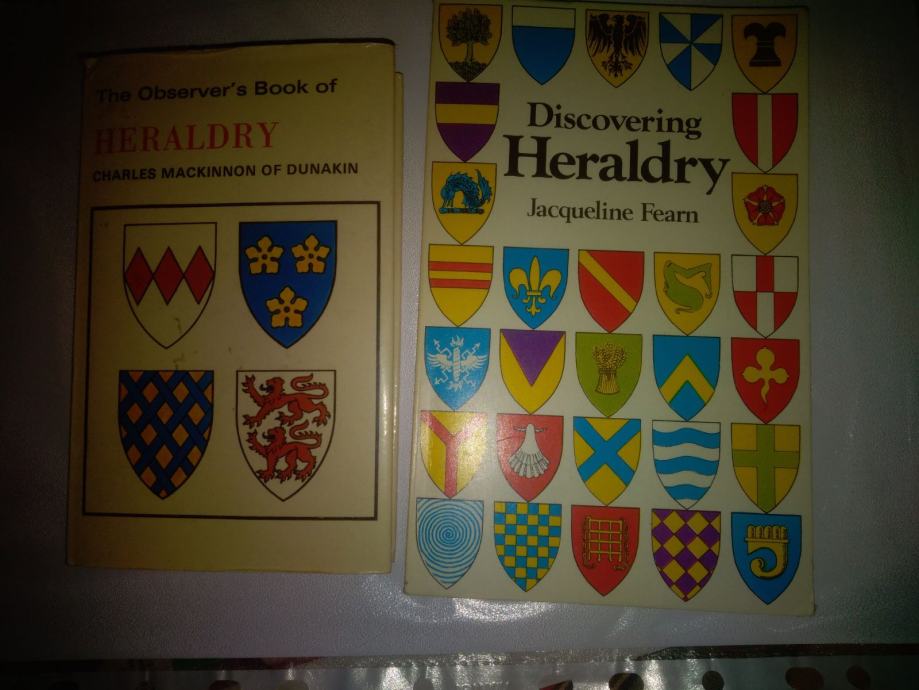 The Observer's Book of
HERALDRY
CHARLES MACKINNON OF DUNAKIN
Discovering
Heraldry
Jacqueline Fearn